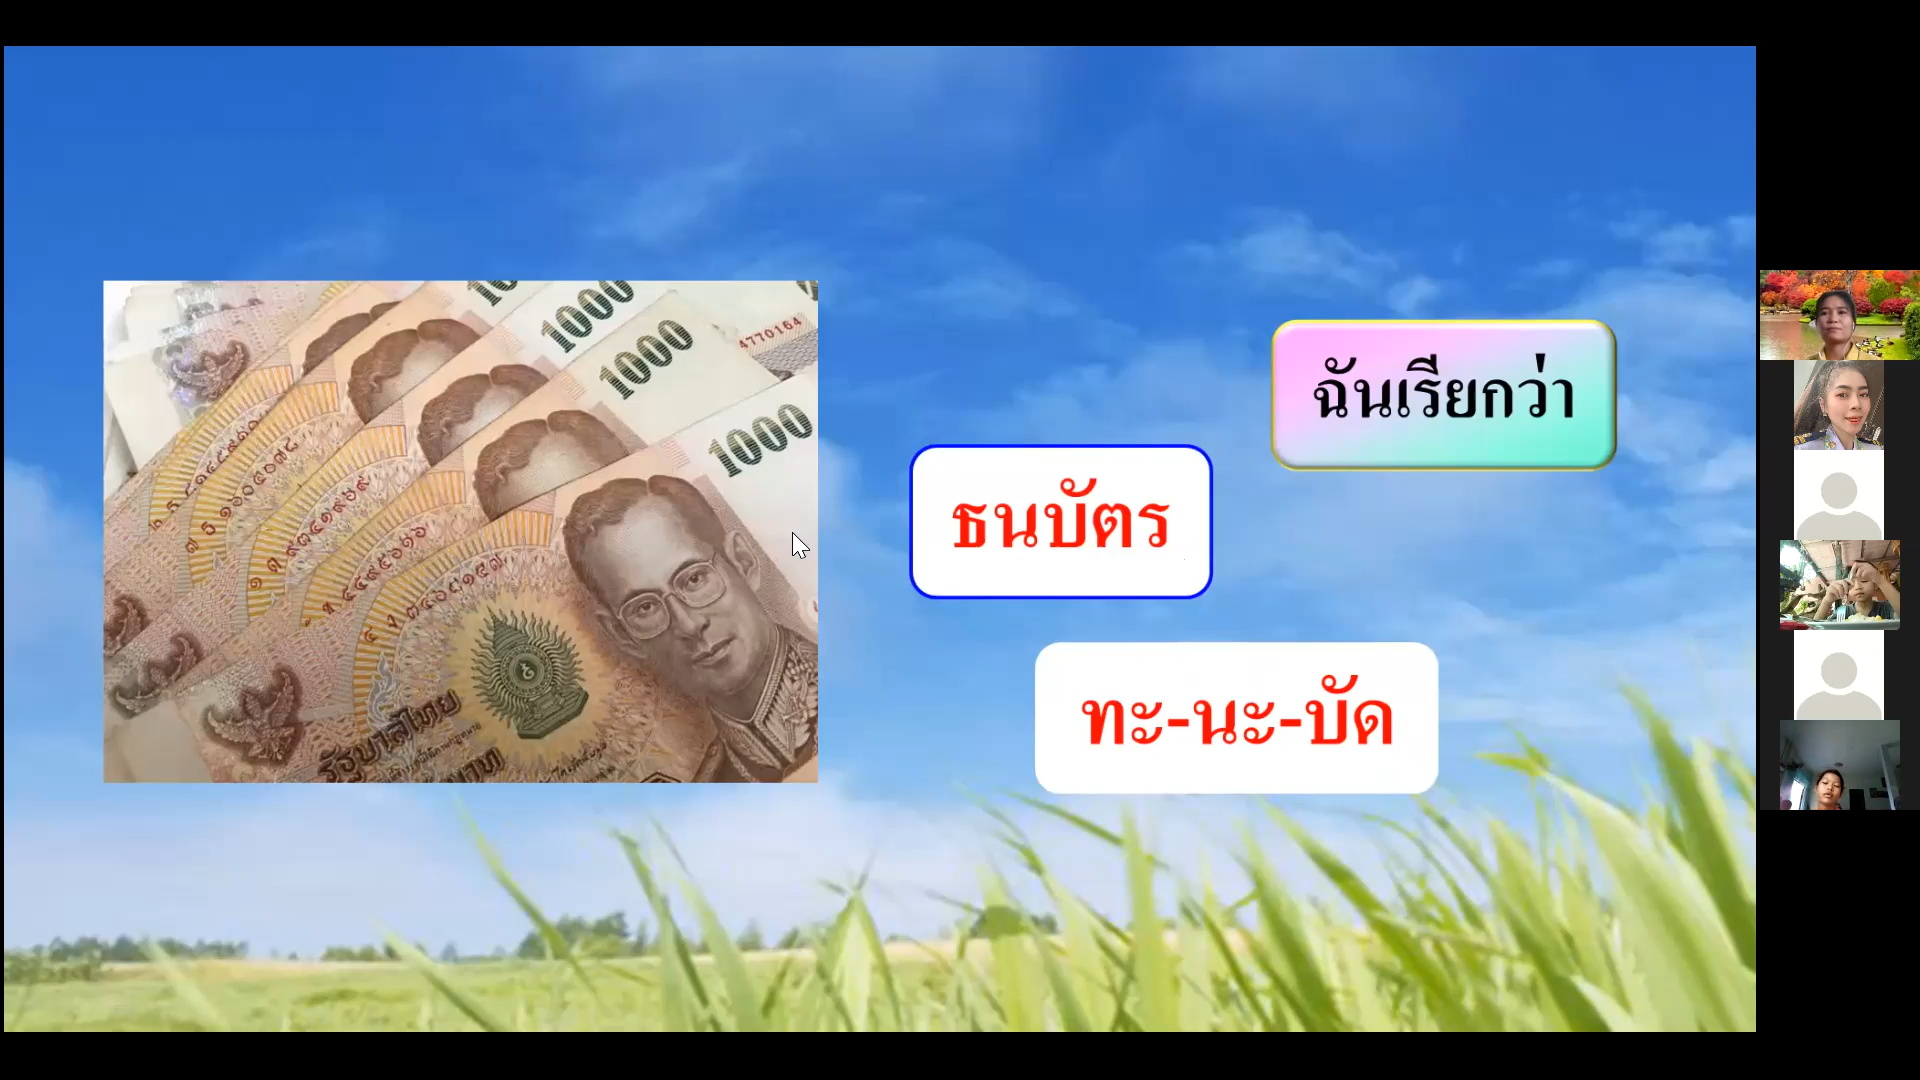 ฉันเรียกว่า
ธนบัตร
ทะ-นะ-บัด
1000
1000
1000
4770164
รัฐบาลไทย